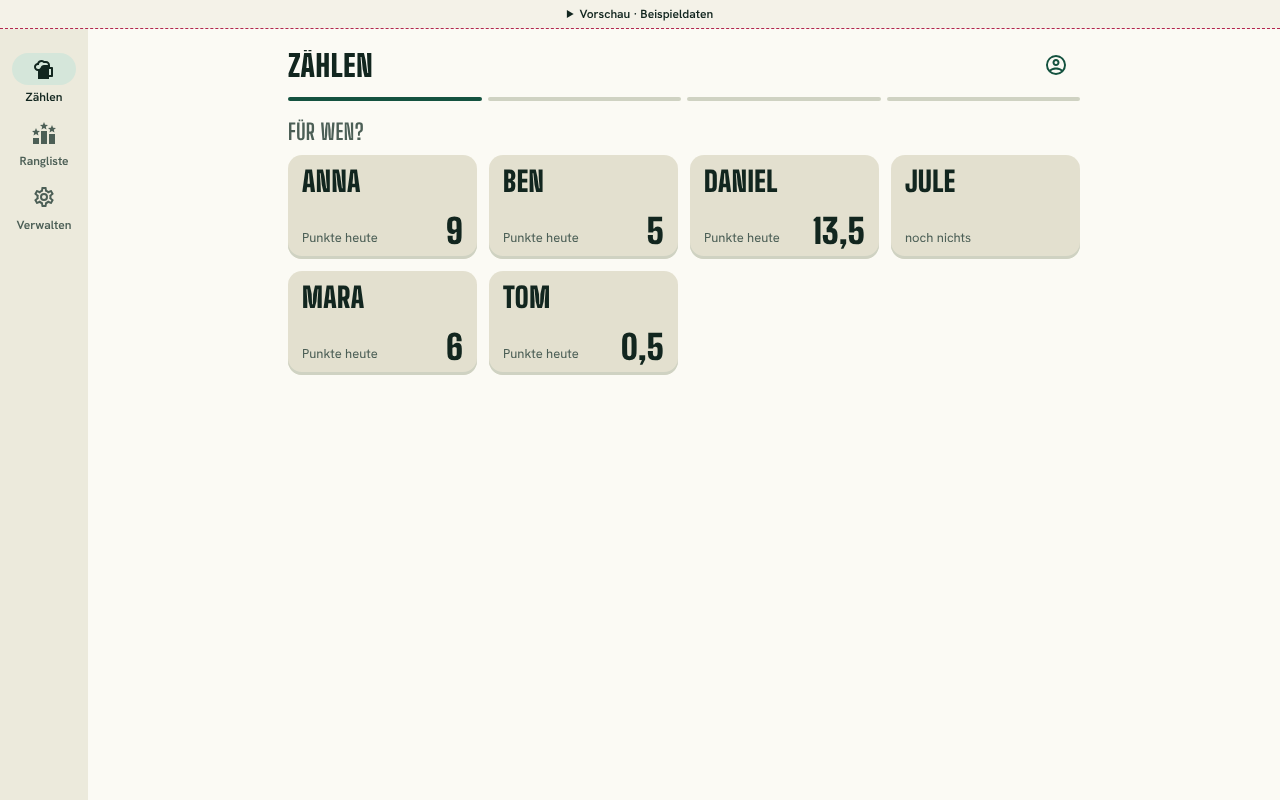 ▶ Vorschau · Beispieldaten
Zählen
Rangliste
Verwalten
ZÄHLEN
FÜR WEN?
ANNA
Punkte heute 9
BEN
Punkte heute 5
DANIEL
Punkte heute 13,5
JULE
noch nichts
MARA
Punkte heute 6
TOM
Punkte heute 0,5